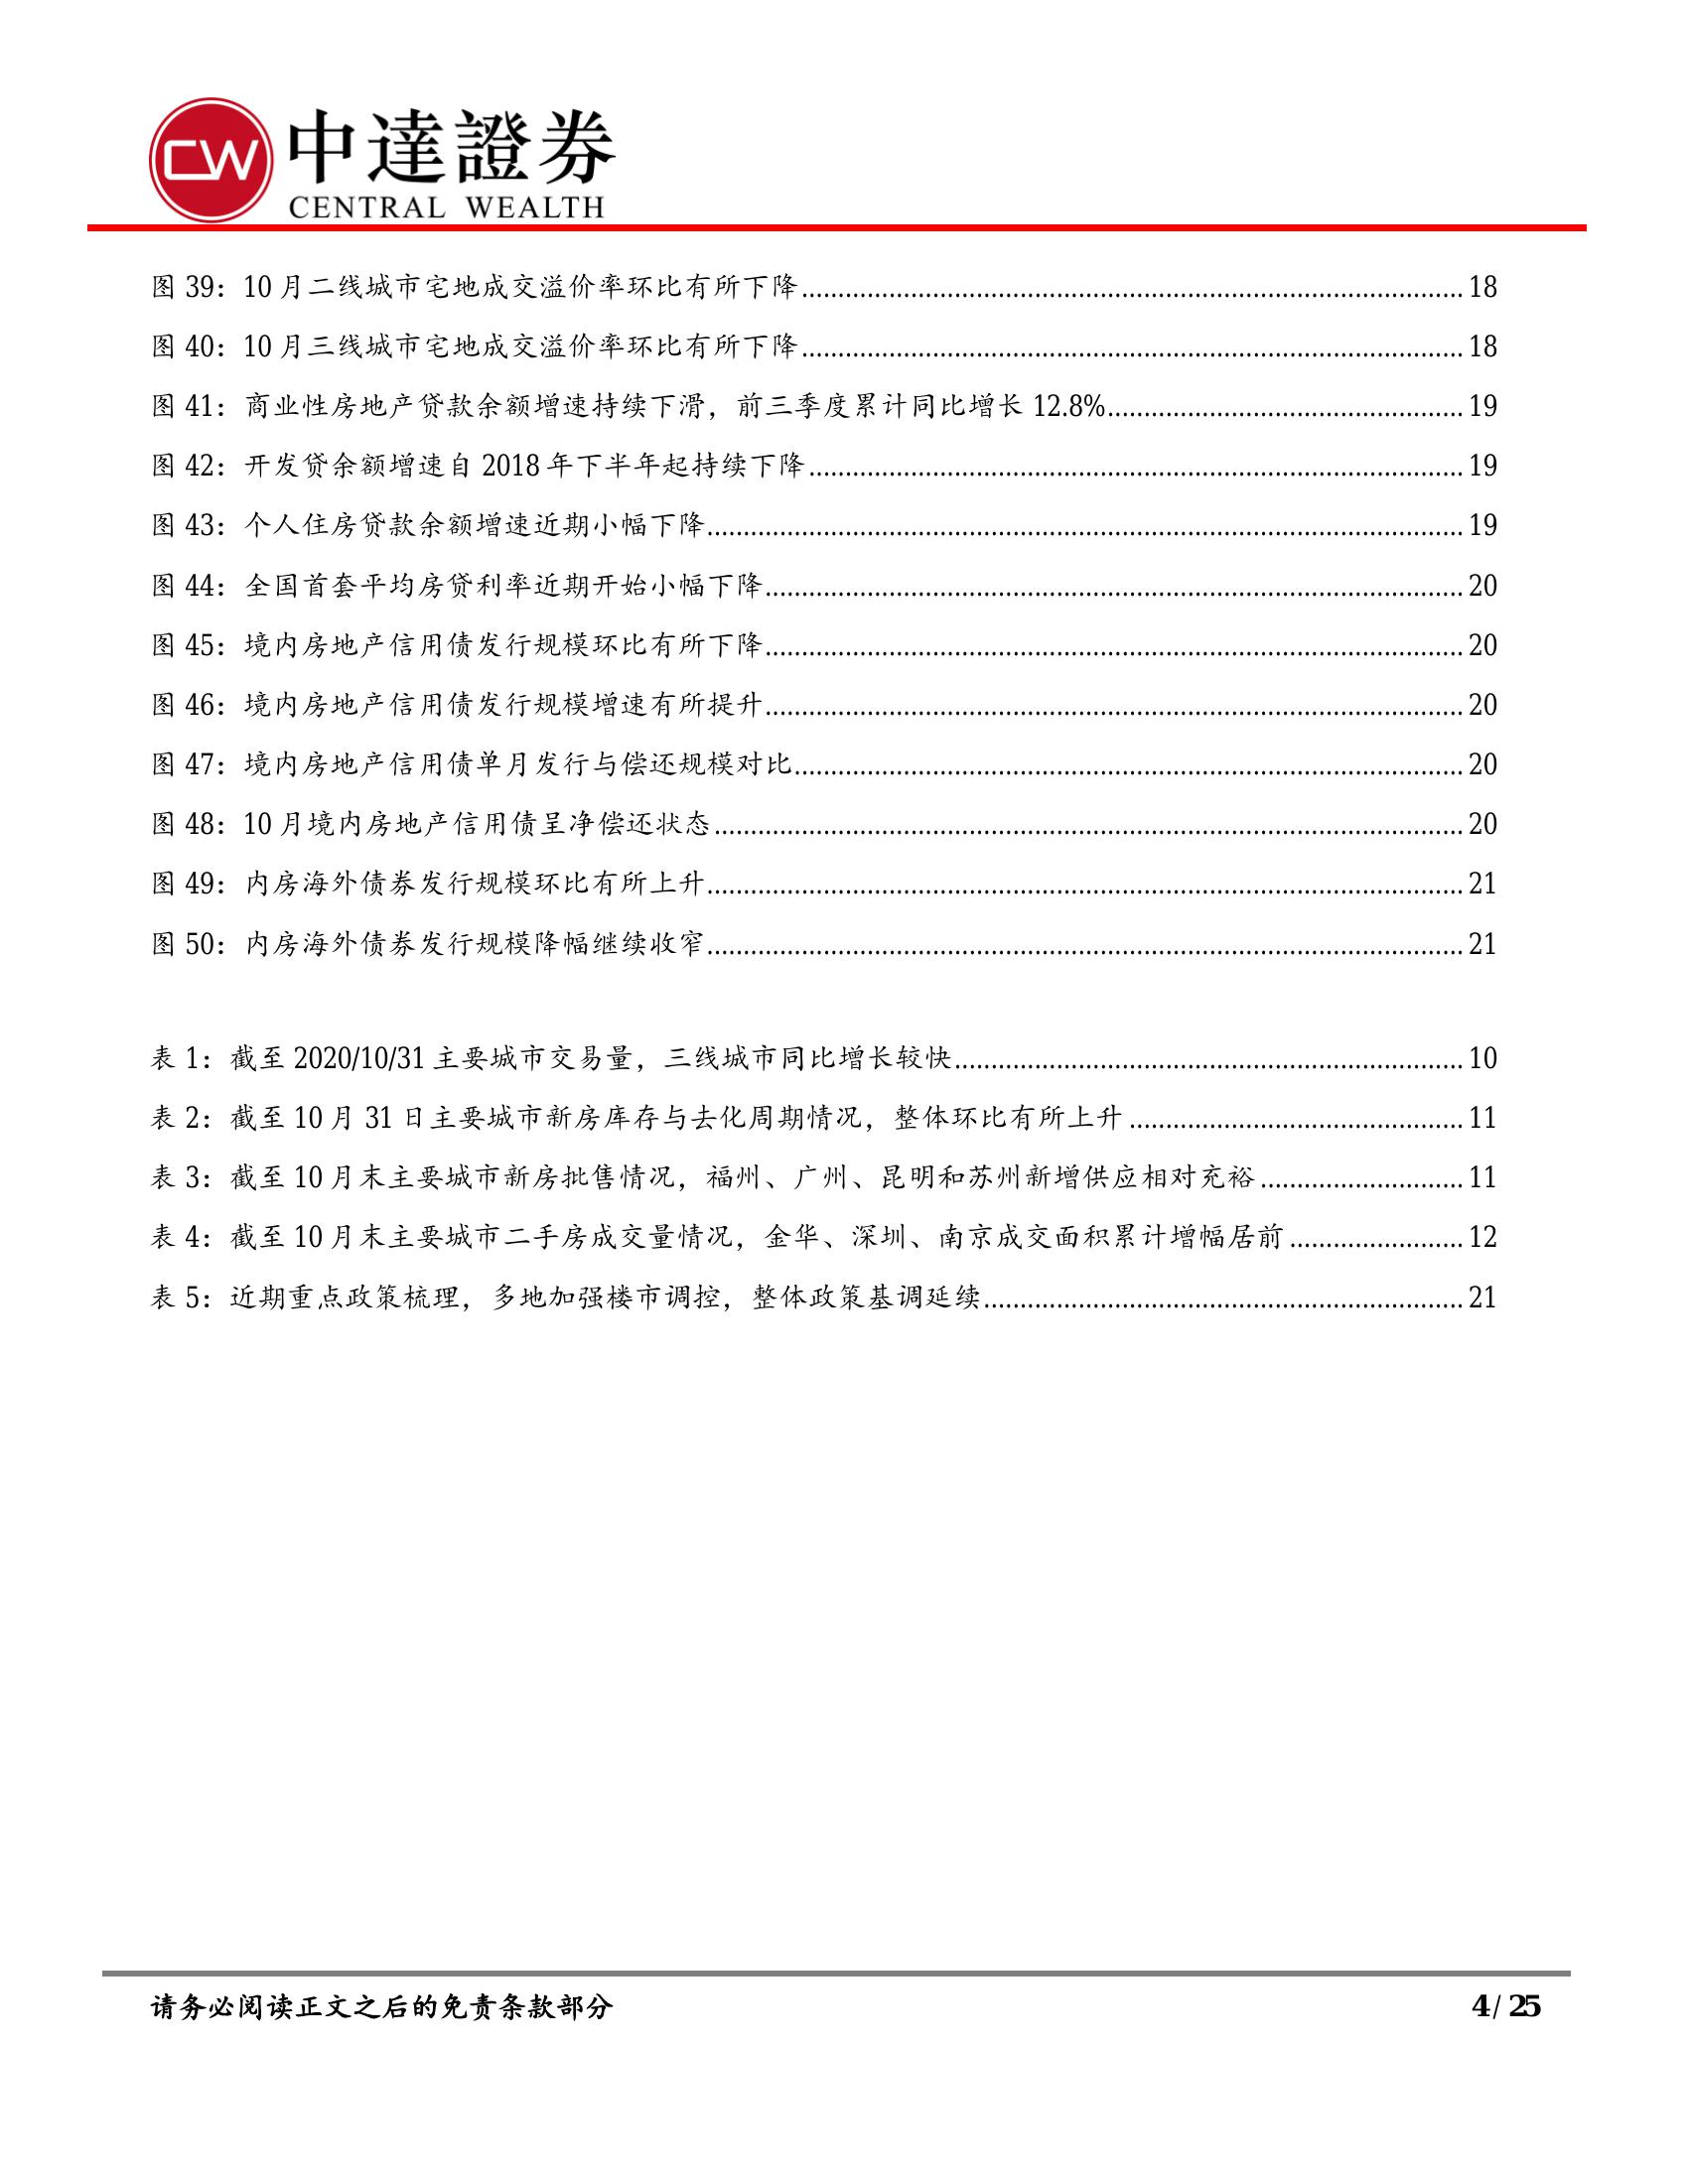 CW 中達證券
CENTRAL WEALTH
图 39：10 月二线城市宅地成交溢价率环比有所下降........................................ 18
图 40：10 月三线城市宅地成交溢价率环比有所下降........................................ 18
图 41：商业性房地产贷款余额增速持续下滑，前三季度累计同比增长 12.8%........................................ 19
图 42：开发贷余额增速自 2018 年下半年起持续下降........................................ 19
图 43：个人住房贷款余额增速近期小幅下降........................................ 19
图 44：全国首套平均房贷利率近期开始小幅下降........................................ 20
图 45：境内房地产信用债发行规模环比有所下降........................................ 20
图 46：境内房地产信用债发行规模增速有所提升........................................ 20
图 47：境内房地产信用债单月发行与偿还规模对比........................................ 20
图 48：10 月境内房地产信用债呈净偿还状态........................................ 20
图 49：内房海外债券发行规模环比有所上升........................................ 21
图 50：内房海外债券发行规模降幅继续收窄........................................ 21
表 1：截至 2020/10/31 主要城市交易量，三线城市同比增长较快........................................ 10
表 2：截至 10 月 31 日主要城市新房库存与去化周期情况，整体环比有所上升........................................ 11
表 3：截至 10 月末主要城市新房批售情况，福州、广州、昆明和苏州新增供应相对充裕............................ 11
表 4：截至 10 月末主要城市二手房成交量情况，金华、深圳、南京成交面积累计增幅居前........................ 12
表 5：近期重点政策梳理，多地加强楼市调控，整体政策基调延续........................................ 21
请务必阅读正文之后的免责条款部分 4 / 25